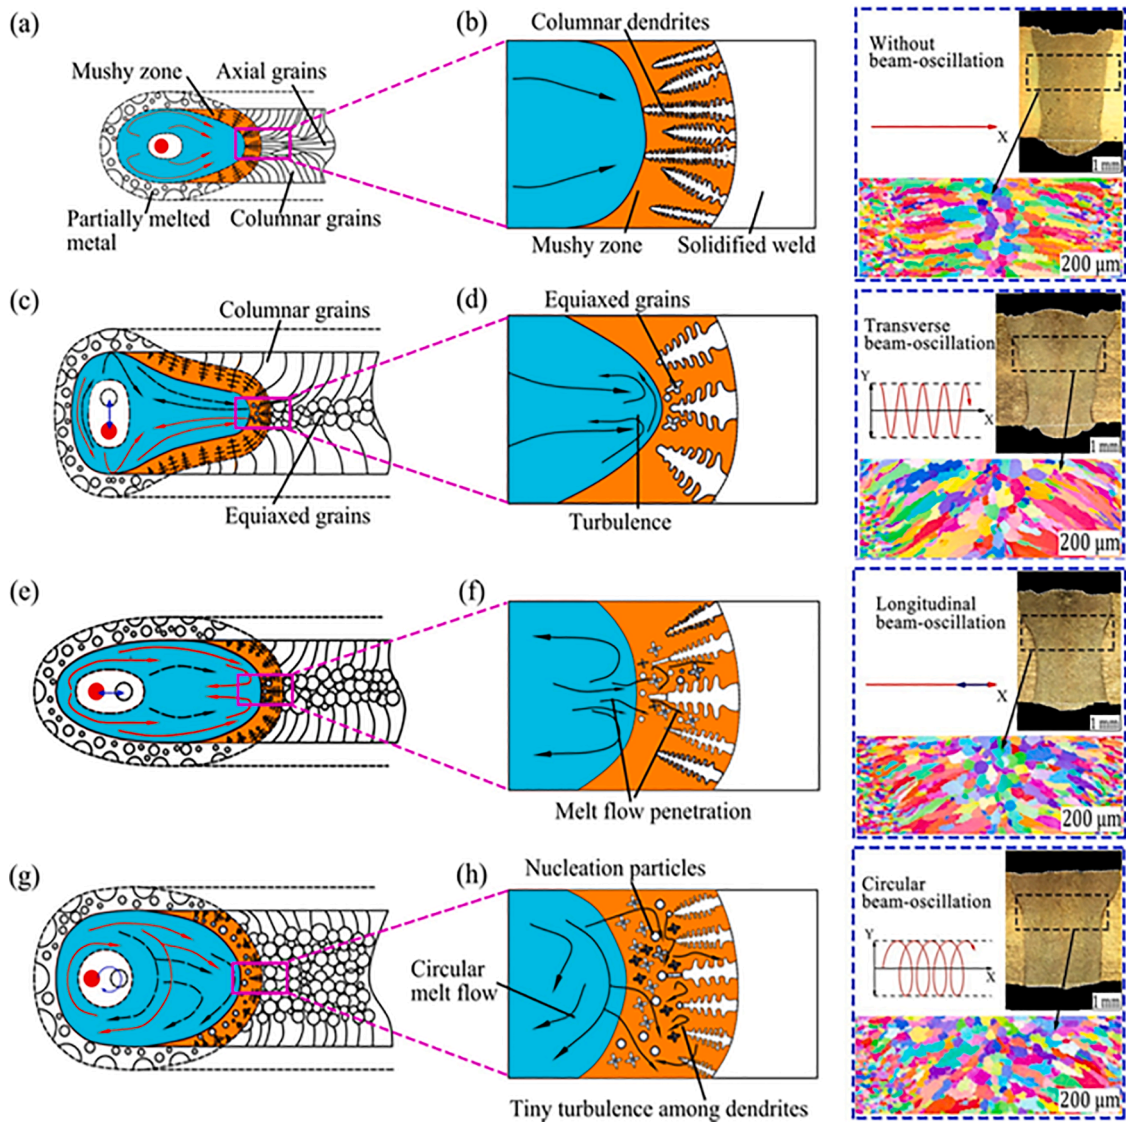 (a)
Mushy zone
Axial grains
Partially melted
metal
Columnar grains
(b)
Columnar dendrites
Mushy zone
Solidified weld
Without
beam-oscillation
X
1 mm
200 μm
(c)
Columnar grains
Equiaxed grains
(d)
Equiaxed grains
Turbulence
Transverse
beam-oscillation
Y
X
1 mm
200 μm
(e)
(f)
Melt flow penetration
Longitudinal
beam-oscillation
X
1 mm
200 μm
(g)
(h)
Nucleation particles
Circular
melt flow
Tiny turbulence among dendrites
Circular
beam-oscillation
Y
X
1 mm
200 μm